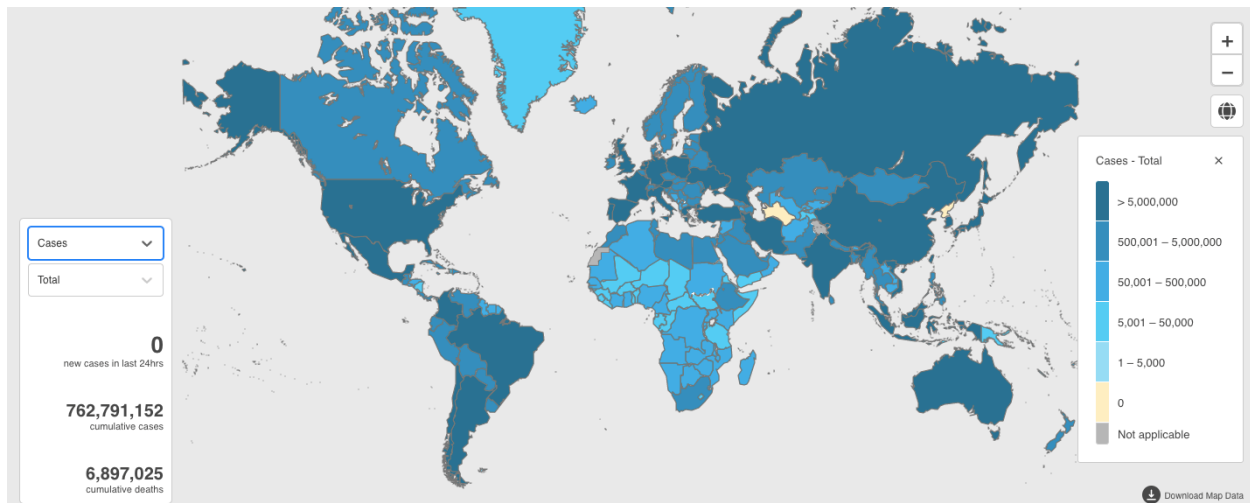 +
−
Cases - Total ×
> 5,000,000
500,001 – 5,000,000
50,001 – 500,000
5,001 – 50,000
1 – 5,000
0
Not applicable
Cases
Total
0
new cases in last 24hrs
762,791,152
cumulative cases
6,897,025
cumulative deaths
Download Map Data